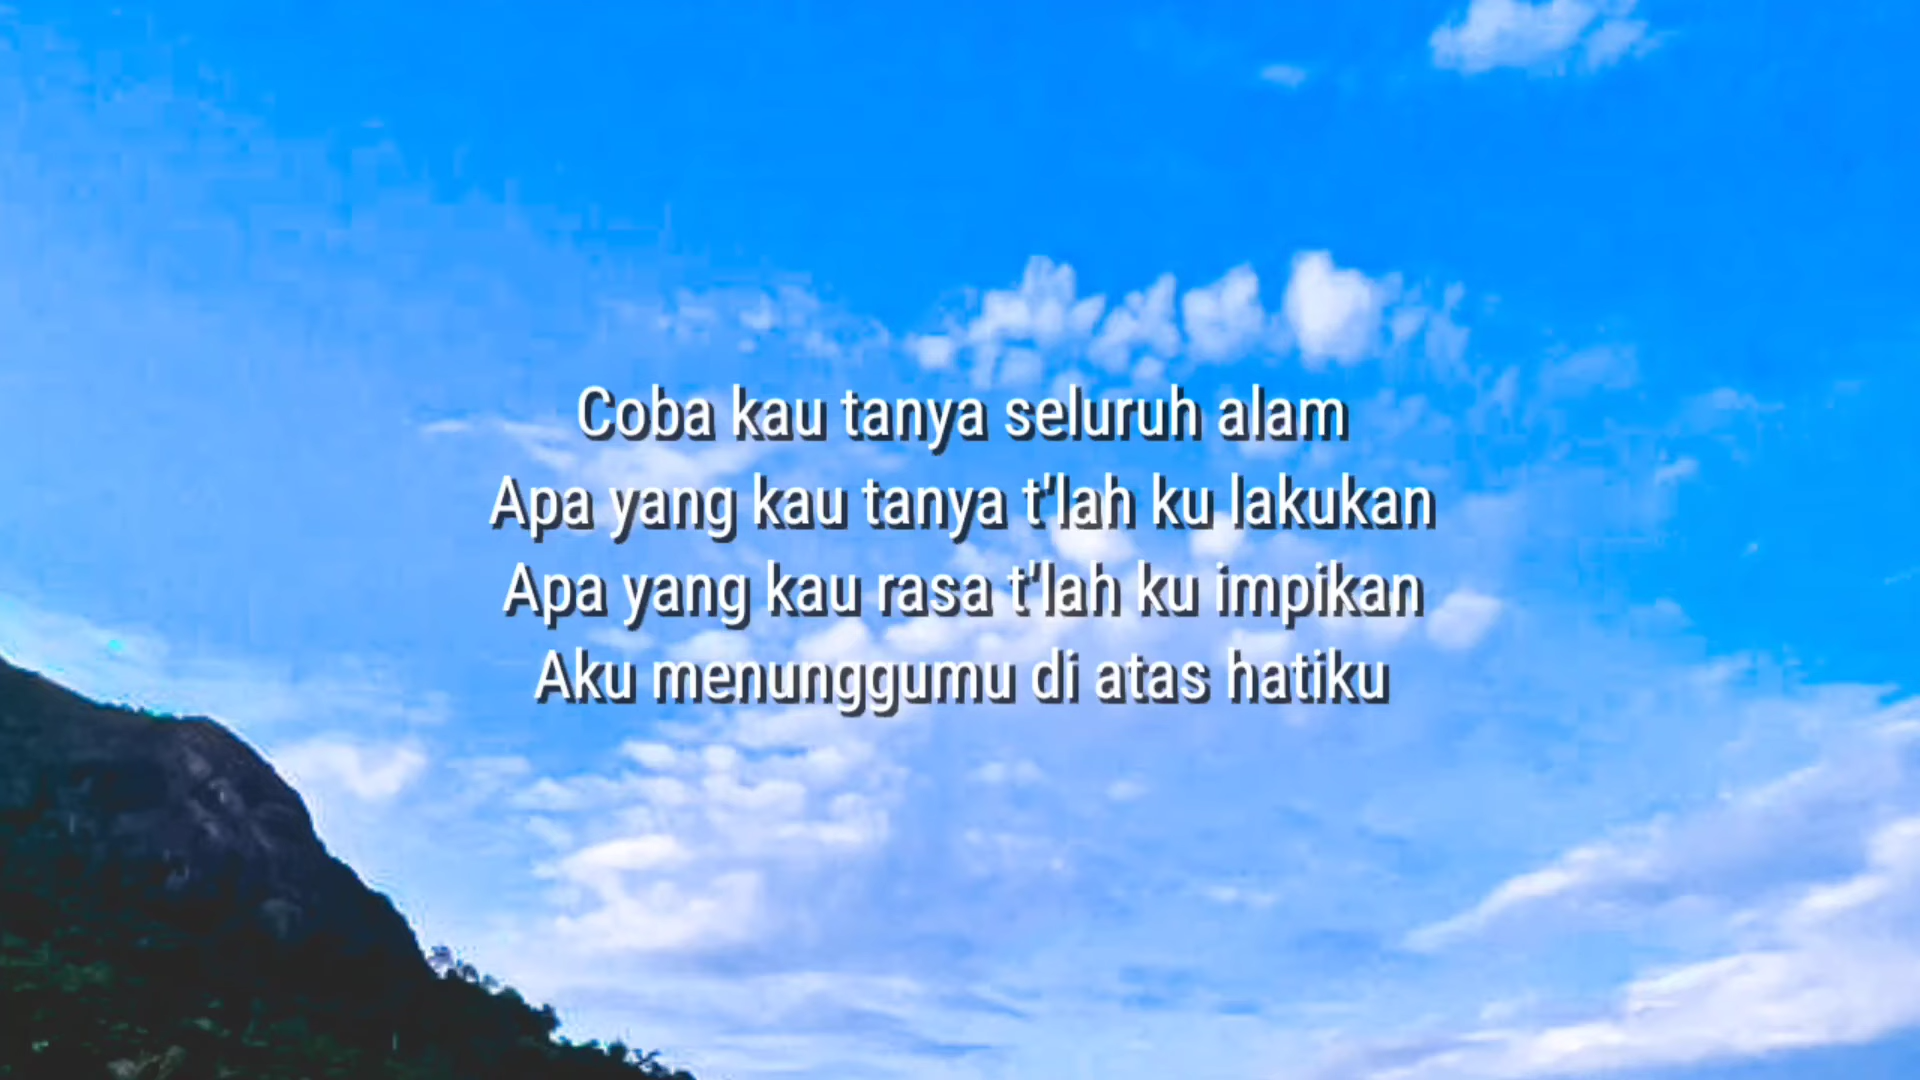 Coba kau tanya seluruh alam
Apa yang kau tanya t'lah ku lakukan
Apa yang kau rasa t'lah ku impikan
Aku menunggumu di atas hatiku